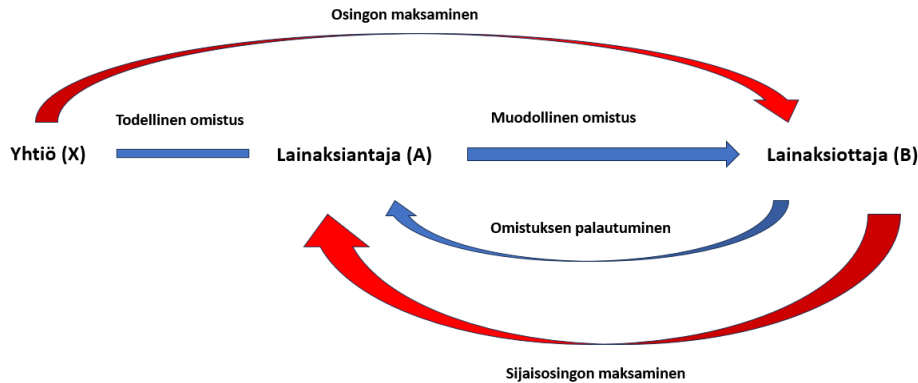 Osingon maksaminen
Todellinen omistus
Muodollinen omistus
Yhtiö (X)
Lainaksiantaja (A)
Lainaksiottaja (B)
Omistuksen palautuminen
Sijaisosingon maksaminen